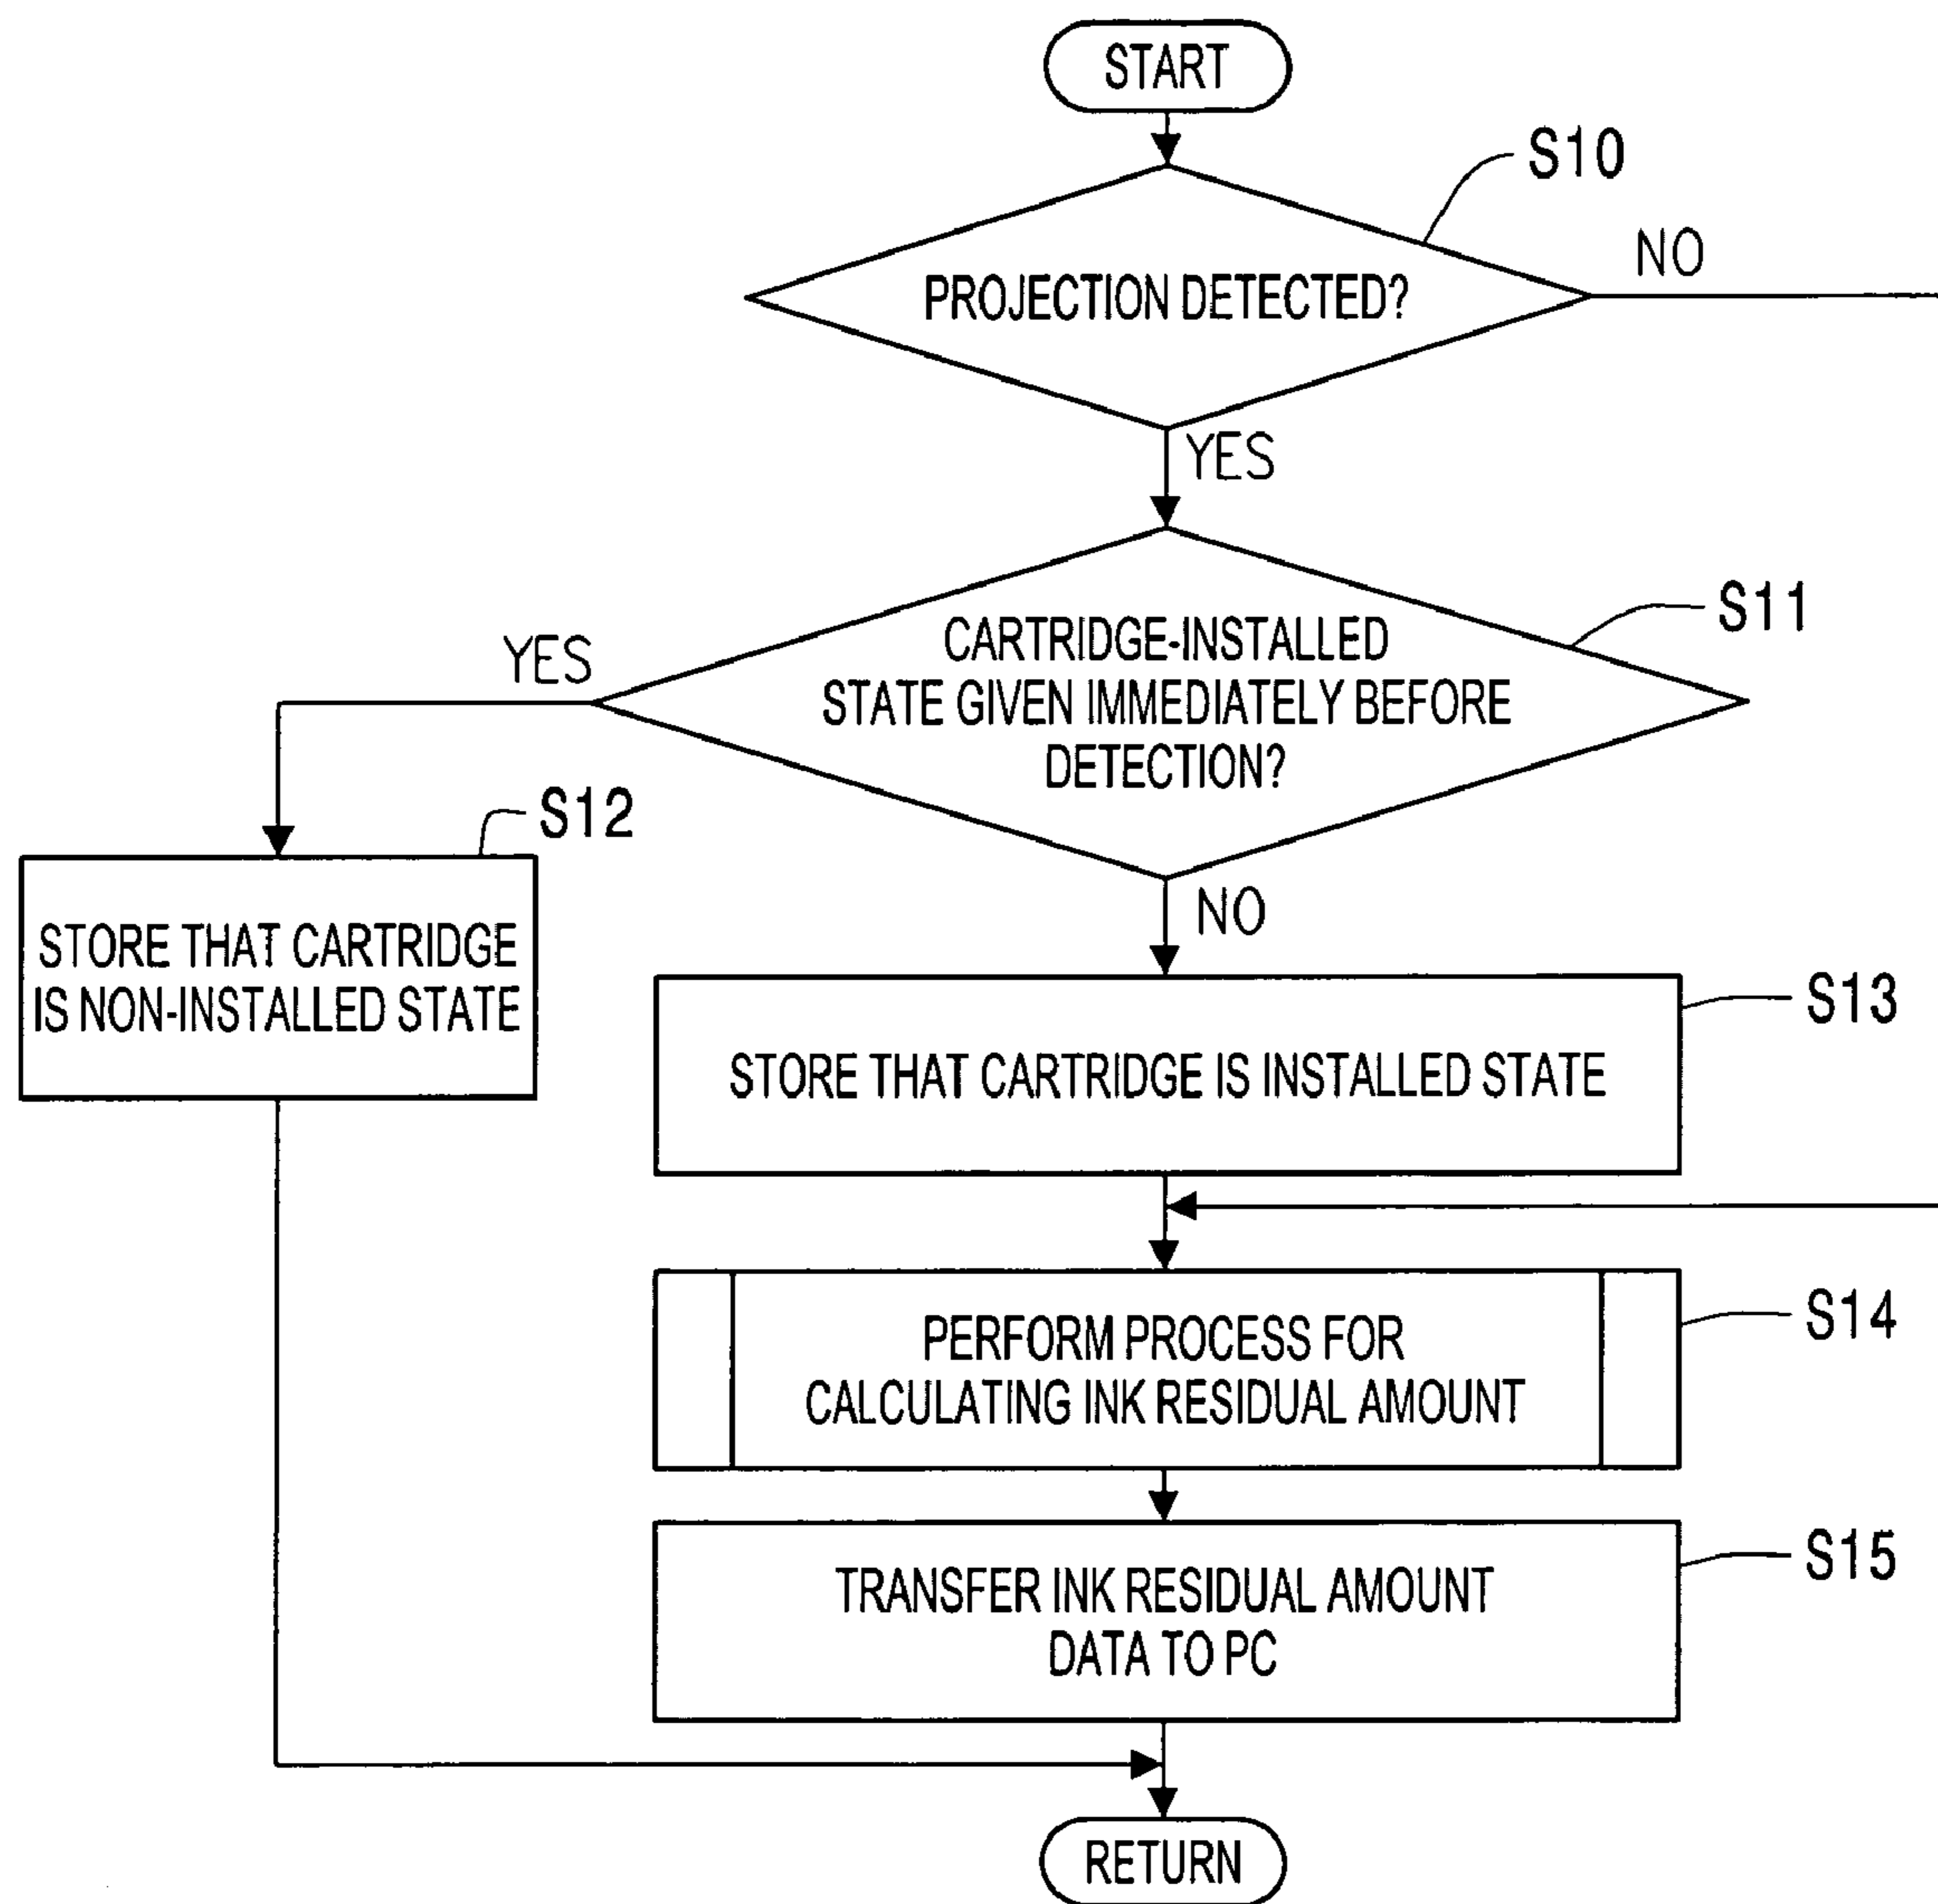 START
S10
PROJECTION DETECTED?
NO
YES
S11
CARTRIDGE-INSTALLED
STATE GIVEN IMMEDIATELY BEFORE
DETECTION?
YES
S12
NO
STORE THAT CARTRIDGE
IS NON-INSTALLED STATE
S13
STORE THAT CARTRIDGE IS INSTALLED STATE
S14
PERFORM PROCESS FOR
CALCULATING INK RESIDUAL AMOUNT
S15
TRANSFER INK RESIDUAL AMOUNT
DATA TO PC
RETURN